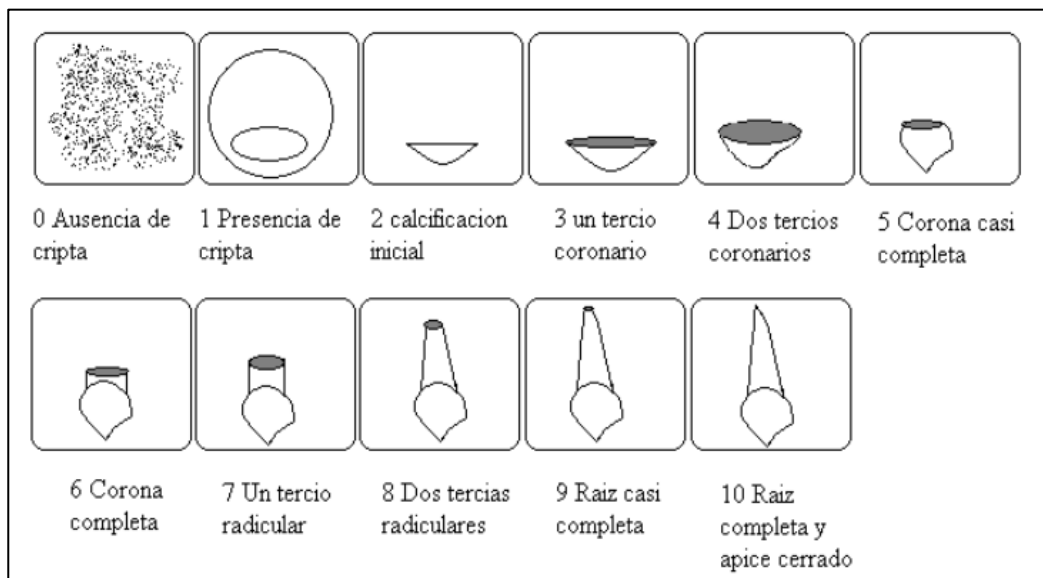 0 Ausencia de
cripta
1 Presencia de
cripta
2 calcificacion
inicial
3 un tercio
coronario
4 Dos tercios
coronarios
5 Corona casi
completa
6 Corona
completa
7 Un tercio
radicular
8 Dos tercias
radiculares
9 Raiz casi
completa
10 Raiz
completa y
apice cerrado